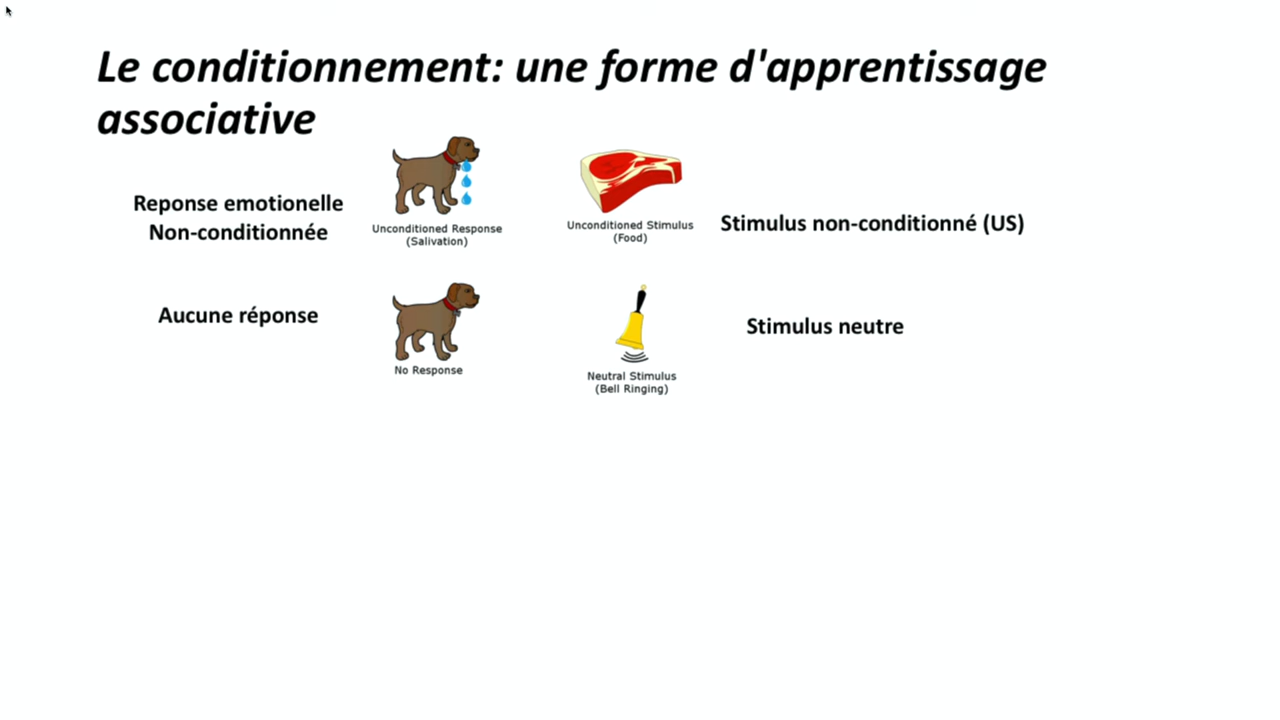 Le conditionnement: une forme d'apprentissage
associative
Reponse emotionelle
Non-conditionnée
Unconditioned Response
(Salivation)
Unconditioned Stimulus
(Food)
Stimulus non-conditionné (US)
Aucune réponse
No Response
Neutral Stimulus
(Bell Ringing)
Stimulus neutre